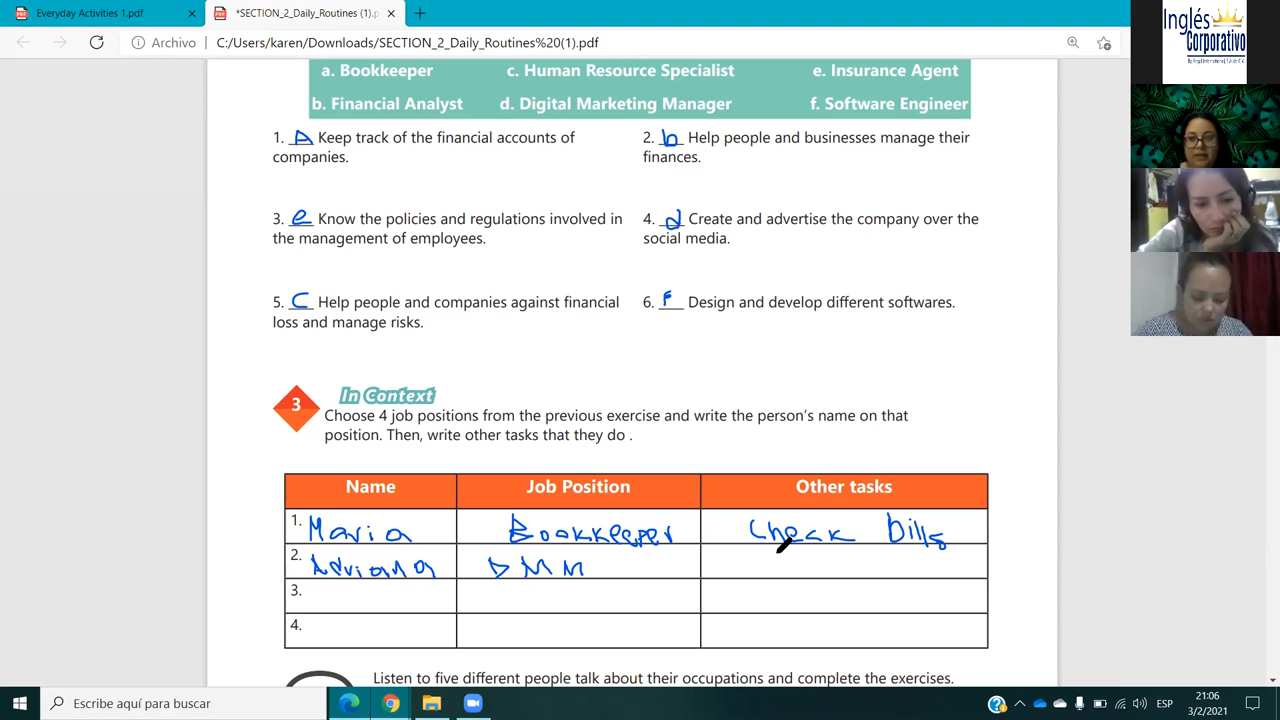 Everyday Activities 1.pdf
*SECTION_2_Daily_Routines (1).p
Archivo
C:/Users/karen/Downloads/SECTION_2_Daily_Routines%20(1).pdf
Inglés
Corporativo
a. Bookkeeper c. Human Resource Specialist e. Insurance Agent
b. Financial Analyst d. Digital Marketing Manager f. Software Engineer
1. A Keep track of the financial accounts of
companies.
2. b Help people and businesses manage their
finances.
3. e Know the policies and regulations involved in
the management of employees.
4. d Create and advertise the company over the
social media.
5. C Help people and companies against financial
loss and manage risks.
6. F Design and develop different softwares.
3
In Context
Choose 4 job positions from the previous exercise and write the person's name on that
position. Then, write other tasks that they do .
Name Job Position Other tasks
1. Maria Bookkeeper Check bills
2. Adriana DMM
3.
4.
Listen to five different people talk about their occupations and complete the exercises.
Escribe aquí para buscar
ESP
21:06
3/2/2021